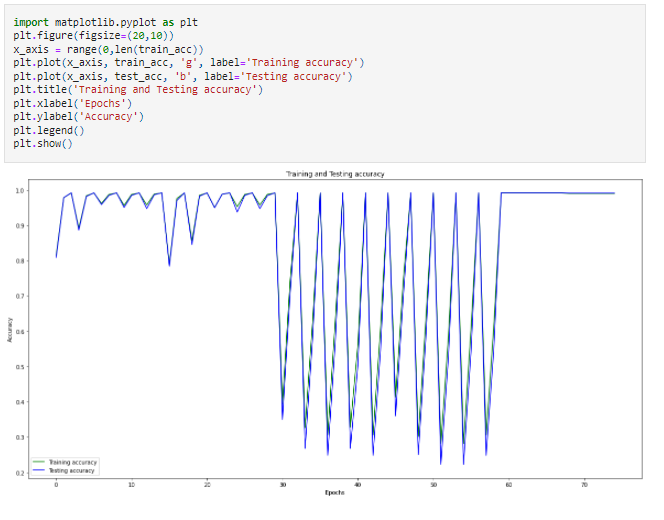 import matplotlib.pyplot as plt
plt.figure(figsize=(20,10))
x_axis = range(0,len(train_acc))
plt.plot(x_axis, train_acc, 'g', label='Training accuracy')
plt.plot(x_axis, test_acc, 'b', label='Testing accuracy')
plt.title('Training and Testing accuracy')
plt.xlabel('Epochs')
plt.ylabel('Accuracy')
plt.legend()
plt.show()
Training and Testing accuracy
1.0
0.9
0.8
0.7
0.6
0.5
0.4
0.3
0.2
Accuracy
Training accuracy
Testing accuracy
0 10 20 30 40 50 60 70
Epochs